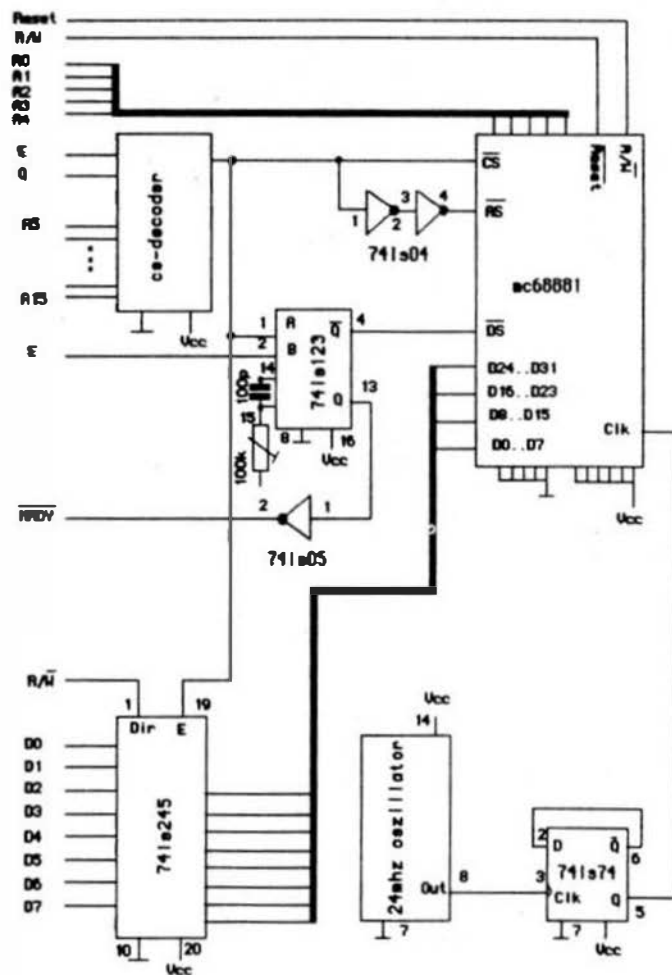 Reset
R/W
A0
A1
A2
A3
A4
E
Q
A5
...
A15
cs-decoder
Vcc
E
CS
RS
DS
Reset
R/W
mc68881
D24..D31
D16..D23
D8..D15
D0..D7
Clk
Vcc
1
2
3
4
74ls04
1
2
14
15
A
B
Q
Q
4
13
74ls123
100p
100k
8
16
Vcc
MRDY
2
1
74ls05
R/W
1
19
Dir
E
D0
D1
D2
D3
D4
D5
D6
D7
74ls245
10
20
Vcc
Vcc
14
24mhz oszillator
Out
8
7
2
D
Q
6
74ls74
3
Clk
Q
5
7
Vcc